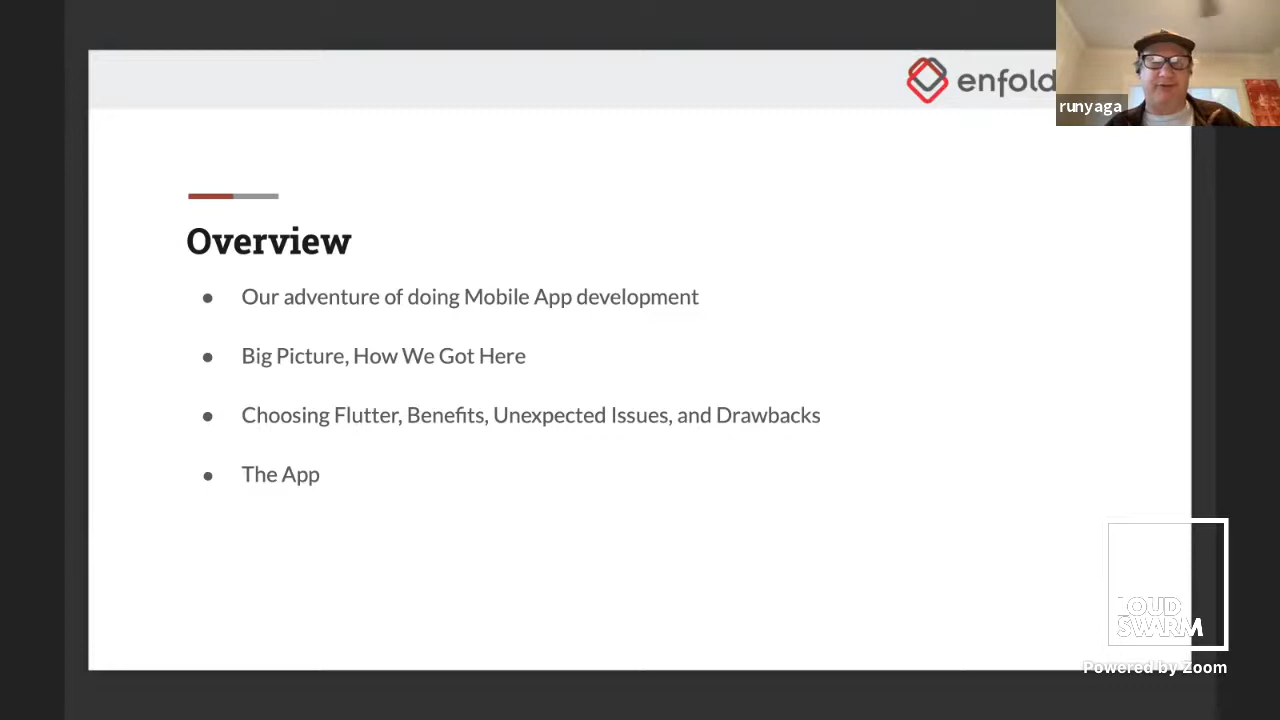 enfold
runyaga
Overview
● Our adventure of doing Mobile App development
● Big Picture, How We Got Here
● Choosing Flutter, Benefits, Unexpected Issues, and Drawbacks
● The App
LOUD
SWARM
Powered by Zoom